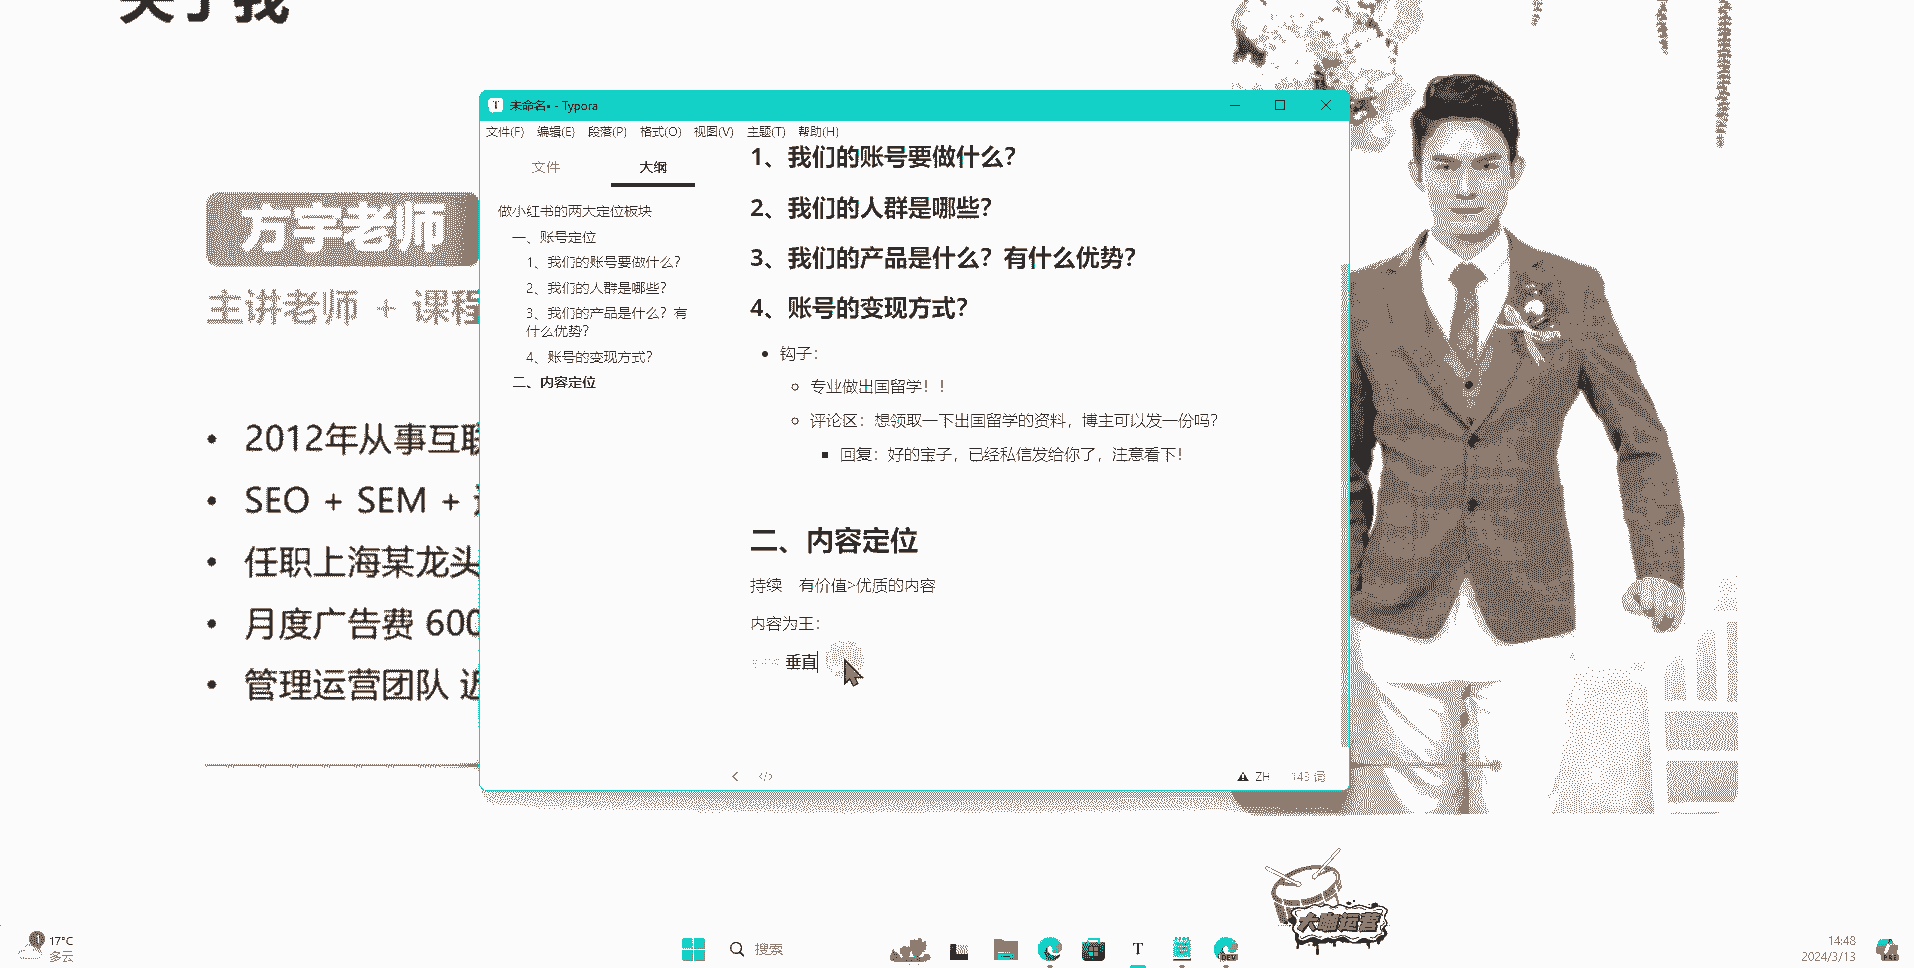 关于我
未命名• - Typora
文件(F) 编辑(E) 段落(P) 格式(O) 视图(V) 主题(T) 帮助(H)
文件 大纲
做小红书的两大定位板块
一、账号定位
1、我们的账号要做什么？
2、我们的人群是哪些？
3、我们的产品是什么？有
什么优势？
4、账号的变现方式？
二、内容定位
1、我们的账号要做什么？
2、我们的人群是哪些？
3、我们的产品是什么？有什么优势？
4、账号的变现方式？
• 钩子：
专业做出国留学！！
评论区：想领取一下出国留学的资料，博主可以发一份吗？
回复：好的宝子，已经私信发给你了，注意看下！
二、内容定位
持续 有价值>优质的内容
内容为王：
垂直
ZH 148 词
方宇老师
主讲老师 + 课程
• 2012年从事互联
• SEO + SEM +
• 任职上海某龙头
• 月度广告费 600
• 管理运营团队 近
大咖运营
17°C
多云
搜索
14:48
2024/3/13